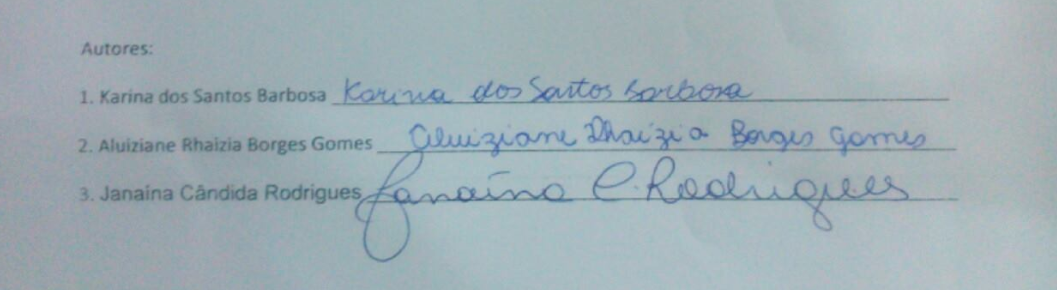 Autores:
1. Karina dos Santos Barbosa Karina dos Santos Barbosa
2. Aluiziane Rhaizia Borges Gomes Aluiziane Rhaizia Borges Gomes
3. Janaína Cândida Rodrigues Janaína C. Rodrigues